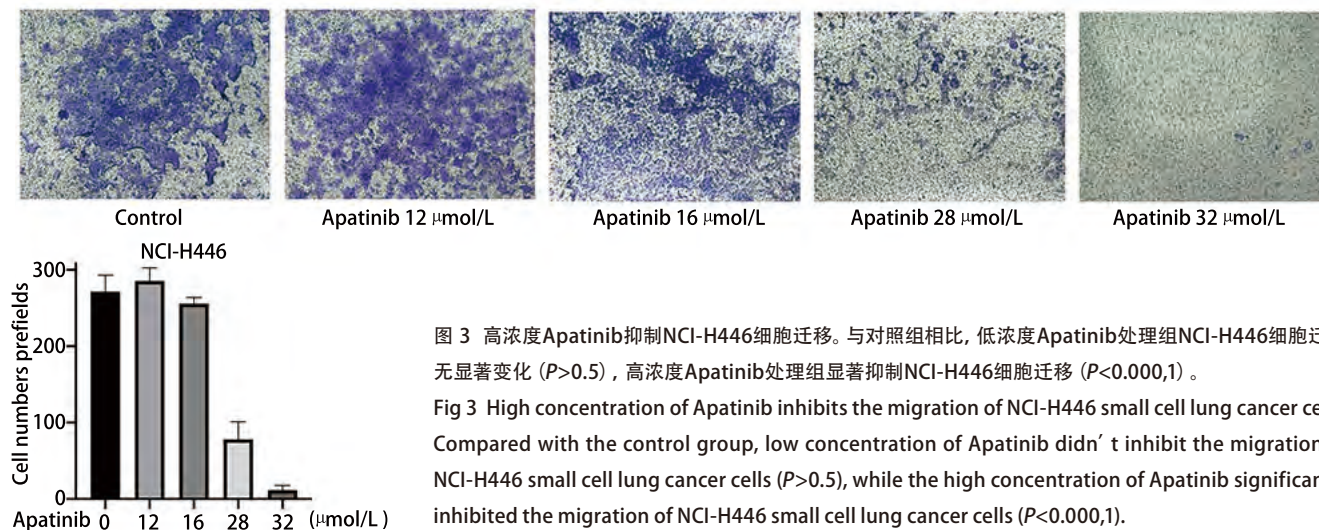 Control
Apatinib 12 μmol/L
Apatinib 16 μmol/L
Apatinib 28 μmol/L
Apatinib 32 μmol/L
NCI-H446
Cell numbers prefields
300
200
100
0
Apatinib 0 12 16 28 32 (μmol/L)
图 3 高浓度Apatinib抑制NCI-H446细胞迁移。与对照组相比, 低浓度Apatinib处理组NCI-H446细胞迁
无显著变化 (P>0.5) , 高浓度Apatinib处理组显著抑制NCI-H446细胞迁移 (P<0.000,1) 。
Fig 3 High concentration of Apatinib inhibits the migration of NCI-H446 small cell lung cancer ce
Compared with the control group, low concentration of Apatinib didn′ t inhibit the migration
NCI-H446 small cell lung cancer cells (P>0.5), while the high concentration of Apatinib significan
inhibited the migration of NCI-H446 small cell lung cancer cells (P<0.000,1).